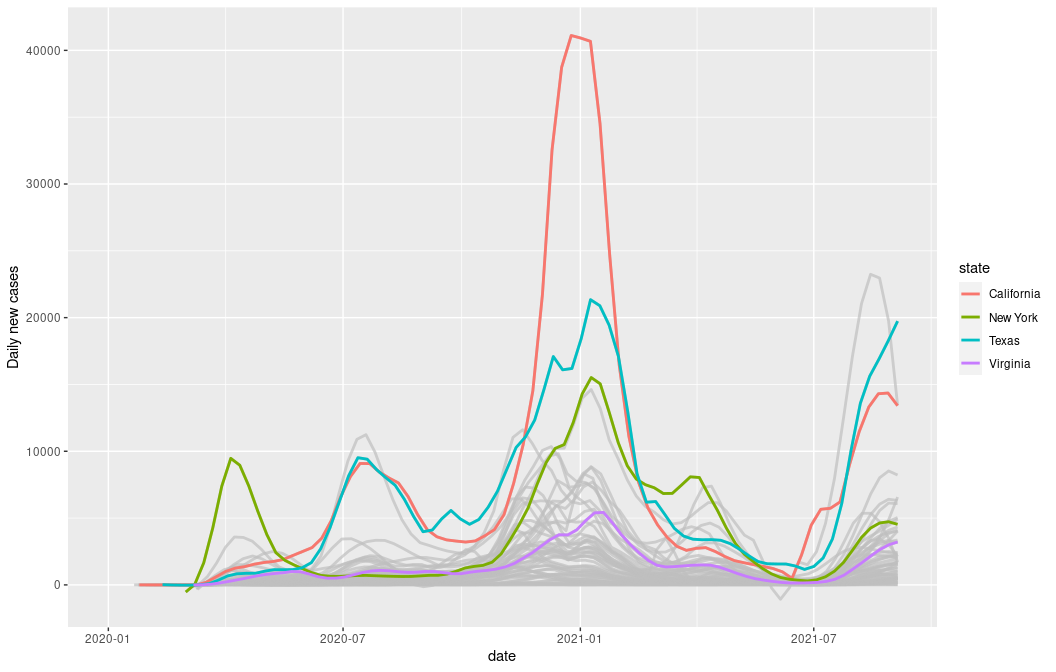 40000
30000
20000
10000
0
Daily new cases
2020-01
2020-07
2021-01
2021-07
date
state
California
New York
Texas
Virginia